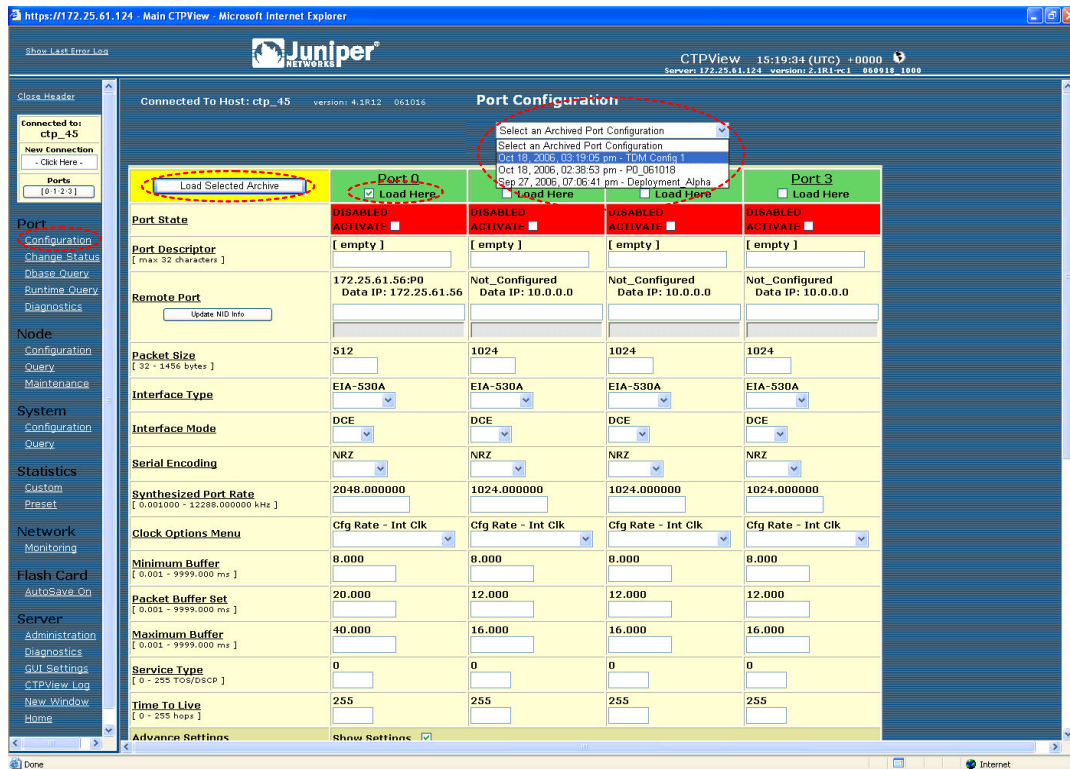 https://172.25.61.124 - Main CTPView - Microsoft Internet Explorer
Show Last Error Log
Juniper®
NETWORKS
CTPView 15:19:34 (UTC) +0000
Server: 172.25.61.124 version: 2.1R1-rc1 060918_1000
Close Header
Connected to:
ctp_45
New Connection
- Click Here -
Ports
[0·1·2·3]
Port
Configuration
Change Status
Dbase Query
Runtime Query
Diagnostics
Node
Configuration
Query
Maintenance
System
Configuration
Query
Statistics
Custom
Preset
Network
Monitoring
Flash Card
AutoSave On
Server
Administration
Diagnostics
GUI Settings
CTPView Log
New Window
Home
Connected To Host: ctp_45 version: 4.1R12 061016
Port Configuration
Select an Archived Port Configuration
Select an Archived Port Configuration
Oct 18, 2006, 03:19:05 pm - TDM Config 1
Oct 18, 2006, 02:38:53 pm - P0_061018
Sep 27, 2006, 07:06:41 pm - Deployment_Alpha
Load Selected Archive Port 0 Port 3
Load Here Load Here Load Here Load Here
Port State DISABLED DISABLED DISABLED DISABLED
ACTIVATE ACTIVATE ACTIVATE ACTIVATE
Port Descriptor [ empty ] [ empty ] [ empty ] [ empty ]
[ max 32 characters ]
Remote Port 172.25.61.56:P0 Not_Configured Not_Configured Not_Configured
Data IP: 172.25.61.56 Data IP: 10.0.0.0 Data IP: 10.0.0.0 Data IP: 10.0.0.0
Update NID Info
Packet Size 512 1024 1024 1024
[ 32 - 1456 bytes ]
Interface Type EIA-530A EIA-530A EIA-530A EIA-530A
Interface Mode DCE DCE DCE DCE
Serial Encoding NRZ NRZ NRZ NRZ
Synthesized Port Rate 2048.000000 1024.000000 1024.000000 1024.000000
[ 0.001000 - 12288.000000 kHz ]
Clock Options Menu Cfg Rate - Int Clk Cfg Rate - Int Clk Cfg Rate - Int Clk Cfg Rate - Int Clk
Minimum Buffer 8.000 8.000 8.000 8.000
[ 0.001 - 9999.000 ms ]
Packet Buffer Set 20.000 12.000 12.000 12.000
[ 0.001 - 9999.000 ms ]
Maximum Buffer 40.000 16.000 16.000 16.000
[ 0.001 - 9999.000 ms ]
Service Type 0 0 0 0
[ 0 - 255 TOS/DSCP ]
Time To Live 255 255 255 255
[ 0 - 255 hops ]
Advance Settings Show Settings
Done Internet